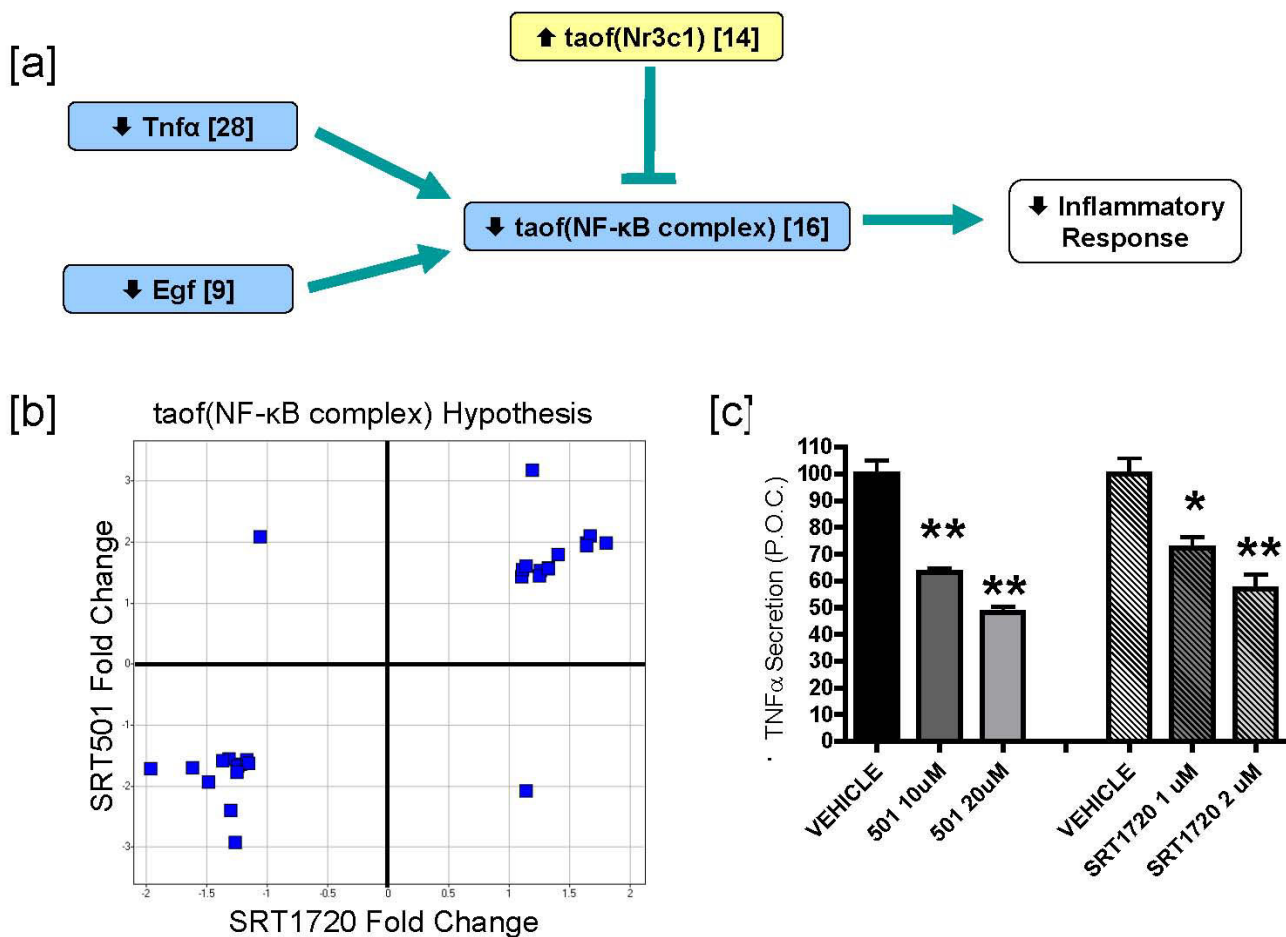 [a]
🡅 taof(Nr3c1) [14]
🡇 Tnfα [28]
🡇 Egf [9]
🡇 taof(NF-κB complex) [16]
🡇 Inflammatory
Response
[b]
taof(NF-κB complex) Hypothesis
SRT501 Fold Change
3
2
1
0
-1
-2
-3
-2
-1.5
-1
-0.5
0
0.5
1
1.5
2
SRT1720 Fold Change
[c]
TNFα Secretion (P.O.C.)
110
100
90
80
70
60
50
40
30
20
10
0
**
**
*
**
VEHICLE
501 10uM
501 20uM
VEHICLE
SRT1720 1 uM
SRT1720 2 uM